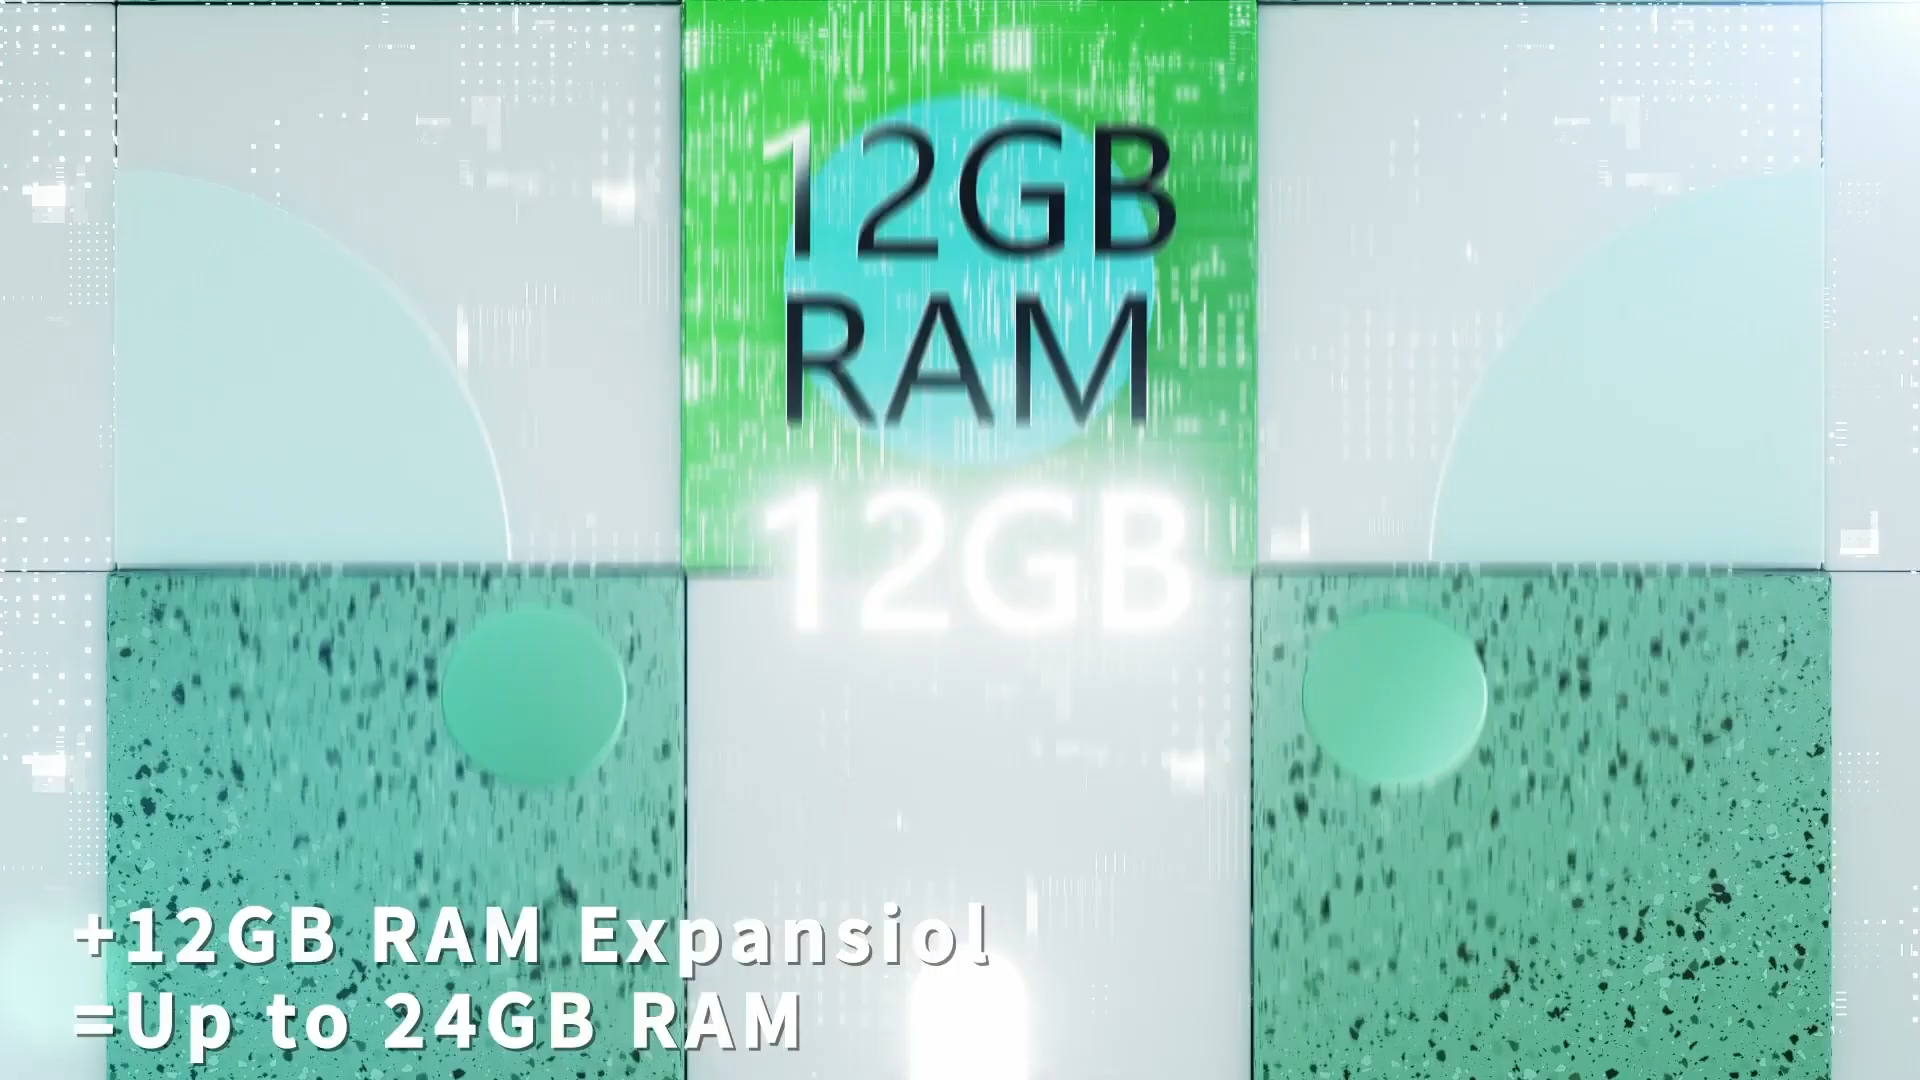 12GB
RAM
12GB
+12GB RAM Expansiol
=Up to 24GB RAM